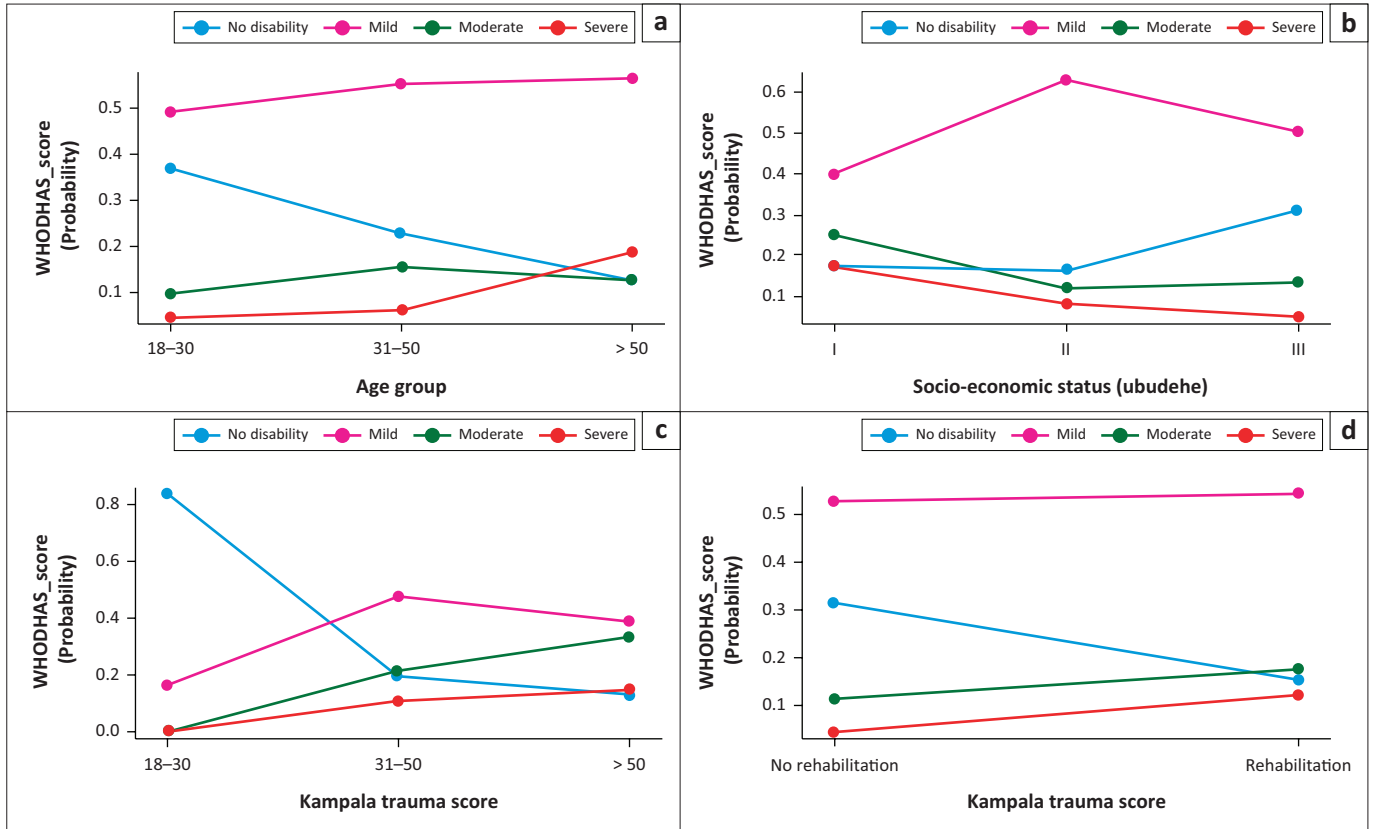 No disability Mild Moderate Severe a
WHODHAS_score
(Probability)
0.5
0.4
0.3
0.2
0.1
18–30 31–50 > 50
Age group
No disability Mild Moderate Severe b
WHODHAS_score
(Probability)
0.6
0.5
0.4
0.3
0.2
0.1
I II III
Socio-economic status (ubudehe)
No disability Mild Moderate Severe c
WHODHAS_score
(Probability)
0.8
0.6
0.4
0.2
0.0
18–30 31–50 > 50
Kampala trauma score
No disability Mild Moderate Severe d
WHODHAS_score
(Probability)
0.5
0.4
0.3
0.2
0.1
No rehabilitation Rehabilitation
Kampala trauma score